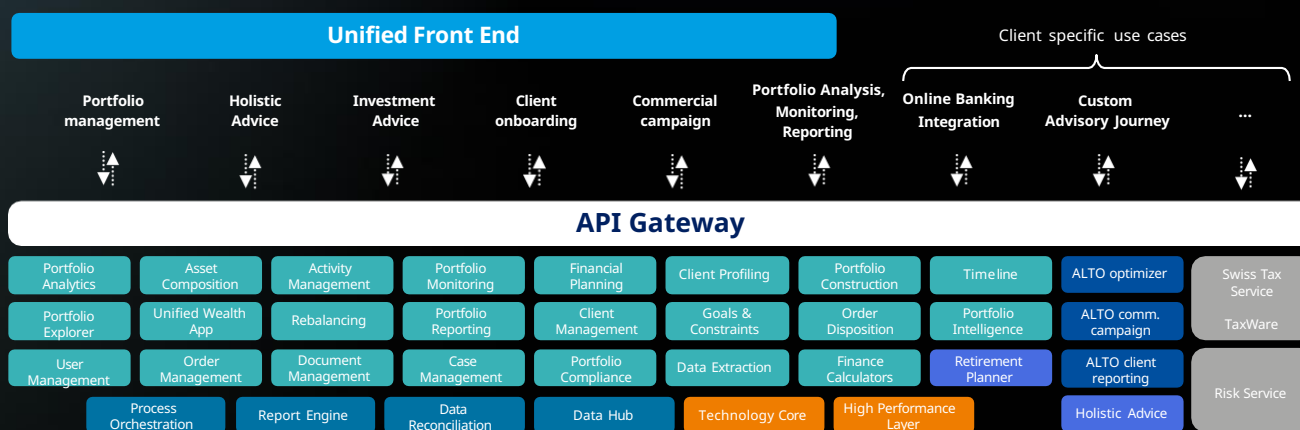 Unified Front End
Client specific use cases
Portfolio
management
Holistic
Advice
Investment
Advice
Client
onboarding
Commercial
campaign
Portfolio Analysis,
Monitoring,
Reporting
Online Banking
Integration
Custom
Advisory Journey
...
API Gateway
Portfolio
Analytics
Asset
Composition
Activity
Management
Portfolio
Monitoring
Financial
Planning
Client Profiling
Portfolio
Construction
Timeline
ALTO optimizer
Swiss Tax
Service
TaxWare
Portfolio
Explorer
Unified Wealth
App
Rebalancing
Portfolio
Reporting
Client
Management
Goals &
Constraints
Order
Disposition
Portfolio
Intelligence
ALTO comm.
campaign
User
Management
Order
Management
Document
Management
Case
Management
Portfolio
Compliance
Data Extraction
Finance
Calculators
Retirement
Planner
ALTO client
reporting
Risk Service
Process
Orchestration
Report Engine
Data
Reconciliation
Data Hub
Technology Core
High Performance
Layer
Holistic Advice